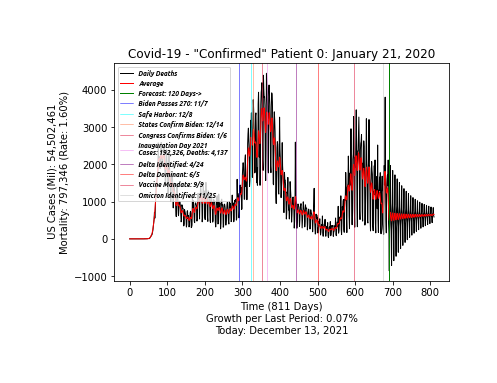 Covid-19 - "Confirmed" Patient 0: January 21, 2020
US Cases (Mil): 54,502,461
Mortality: 797,346 (Rate: 1.60%)
4000
3000
2000
1000
0
−1000
Daily Deaths
Average
Forecast: 120 Days->
Biden Passes 270: 11/7
Safe Harbor: 12/8
States Confirm Biden: 12/14
Congress Confirms Biden: 1/6
Inauguration Day 2021
Cases: 192,326, Deaths: 4,137
Delta Identified: 4/24
Delta Dominant: 6/5
Vaccine Mandate: 9/9
Omicron Identified: 11/25
0 100 200 300 400 500 600 700 800
Time (811 Days)
Growth per Last Period: 0.07%
Today: December 13, 2021